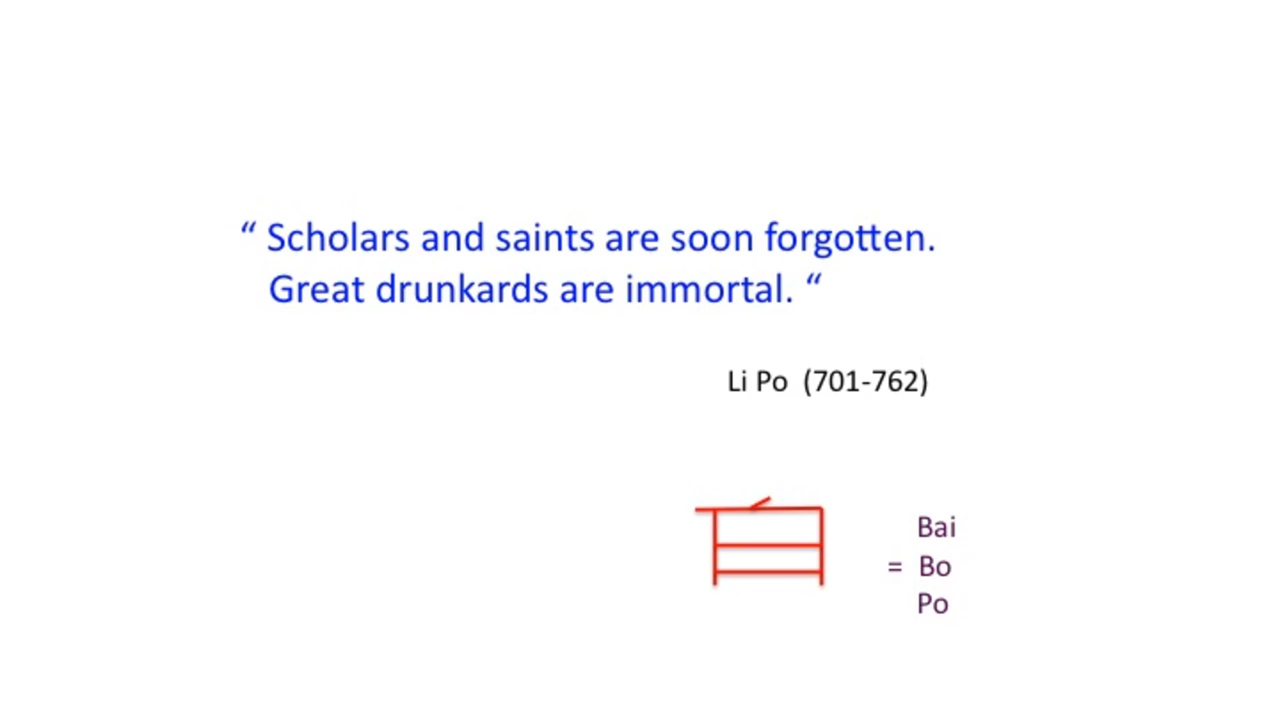 “ Scholars and saints are soon forgotten.
Great drunkards are immortal. “
Li Po (701-762)
白
Bai
= Bo
Po